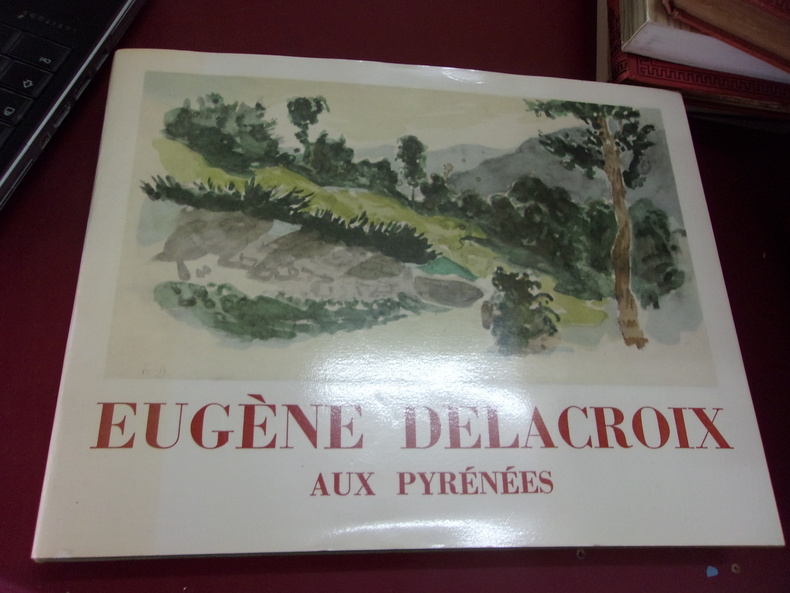 EUGÈNE DELACROIX
AUX PYRÉNÉES